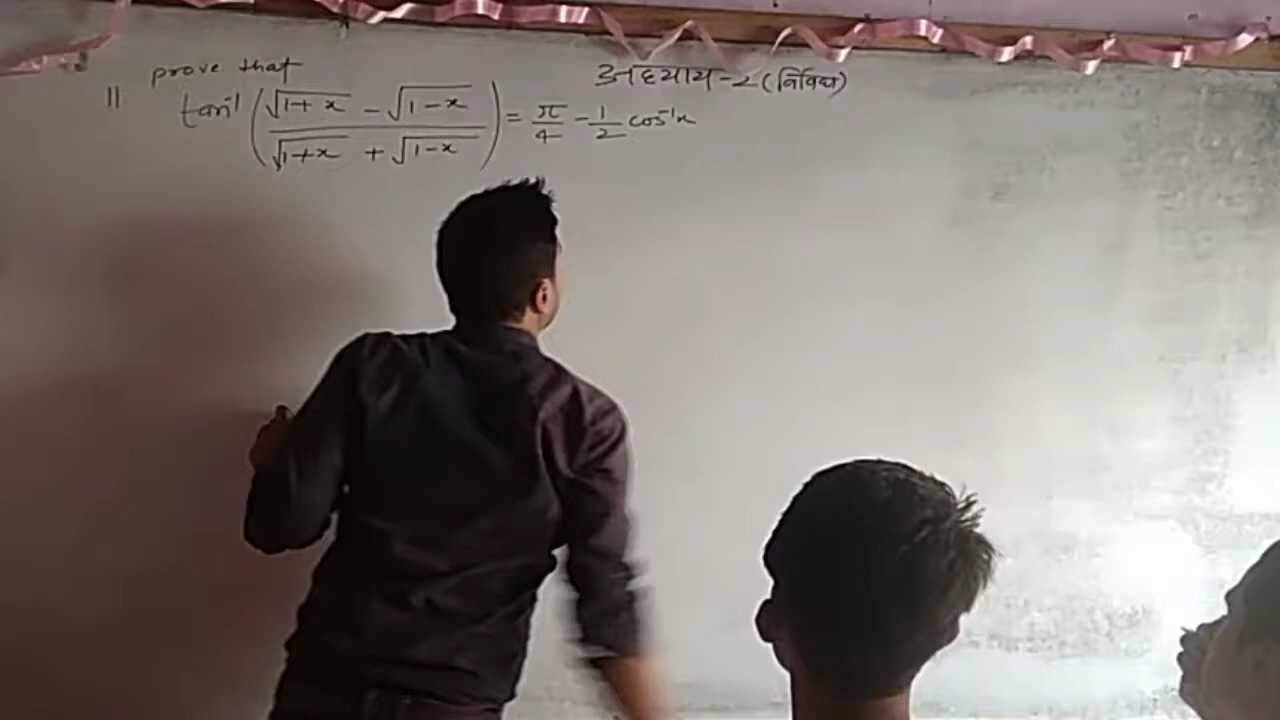 prove that
अध्याय-2 (विविध)
11 tan⁻¹ (√(1+x) - √(1-x) / √(1+x) + √(1-x)) = π/4 - 1/2 cos⁻¹x